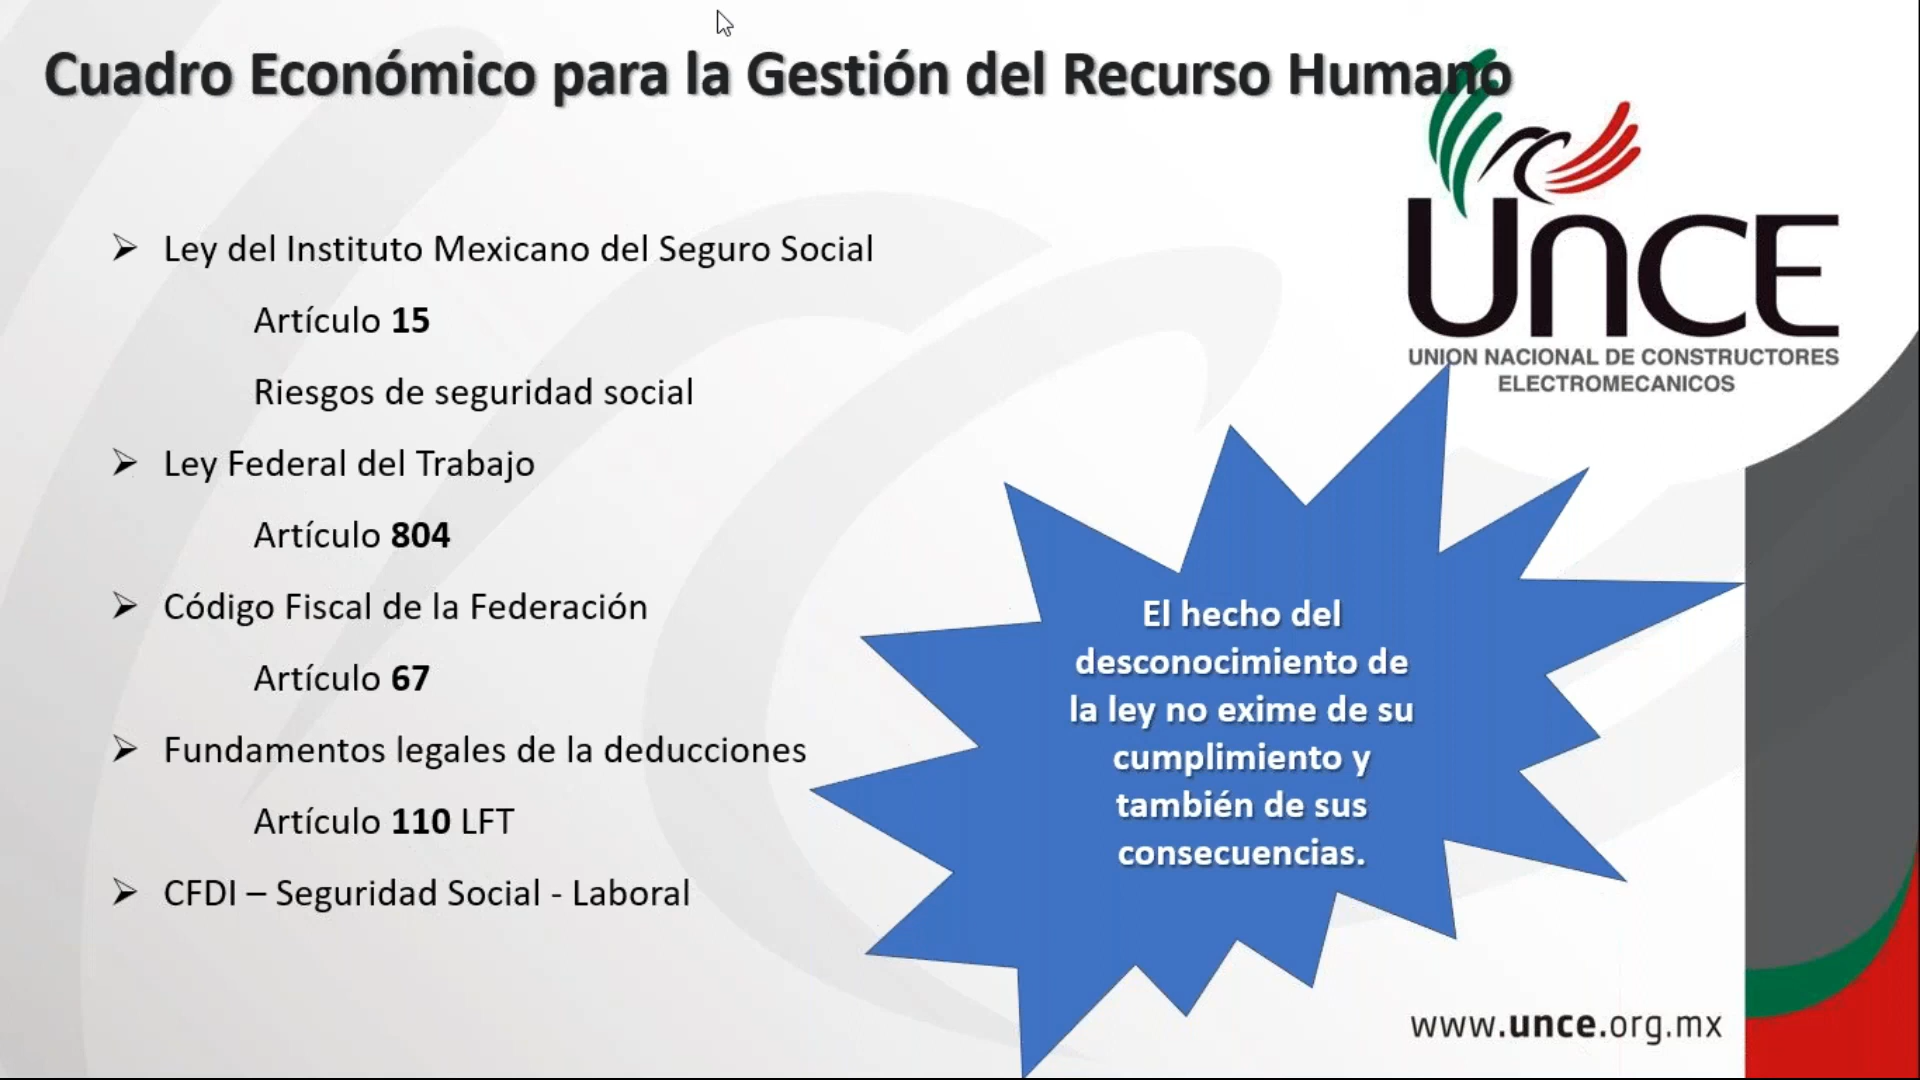 Cuadro Económico para la Gestión del Recurso Humano
UNCE
UNION NACIONAL DE CONSTRUCTORES
ELECTROMECANICOS
➢ Ley del Instituto Mexicano del Seguro Social
Artículo 15
Riesgos de seguridad social
➢ Ley Federal del Trabajo
Artículo 804
➢ Código Fiscal de la Federación
Artículo 67
➢ Fundamentos legales de la deducciones
Artículo 110 LFT
➢ CFDI – Seguridad Social - Laboral
El hecho del
desconocimiento de
la ley no exime de su
cumplimiento y
también de sus
consecuencias.
www.unce.org.mx